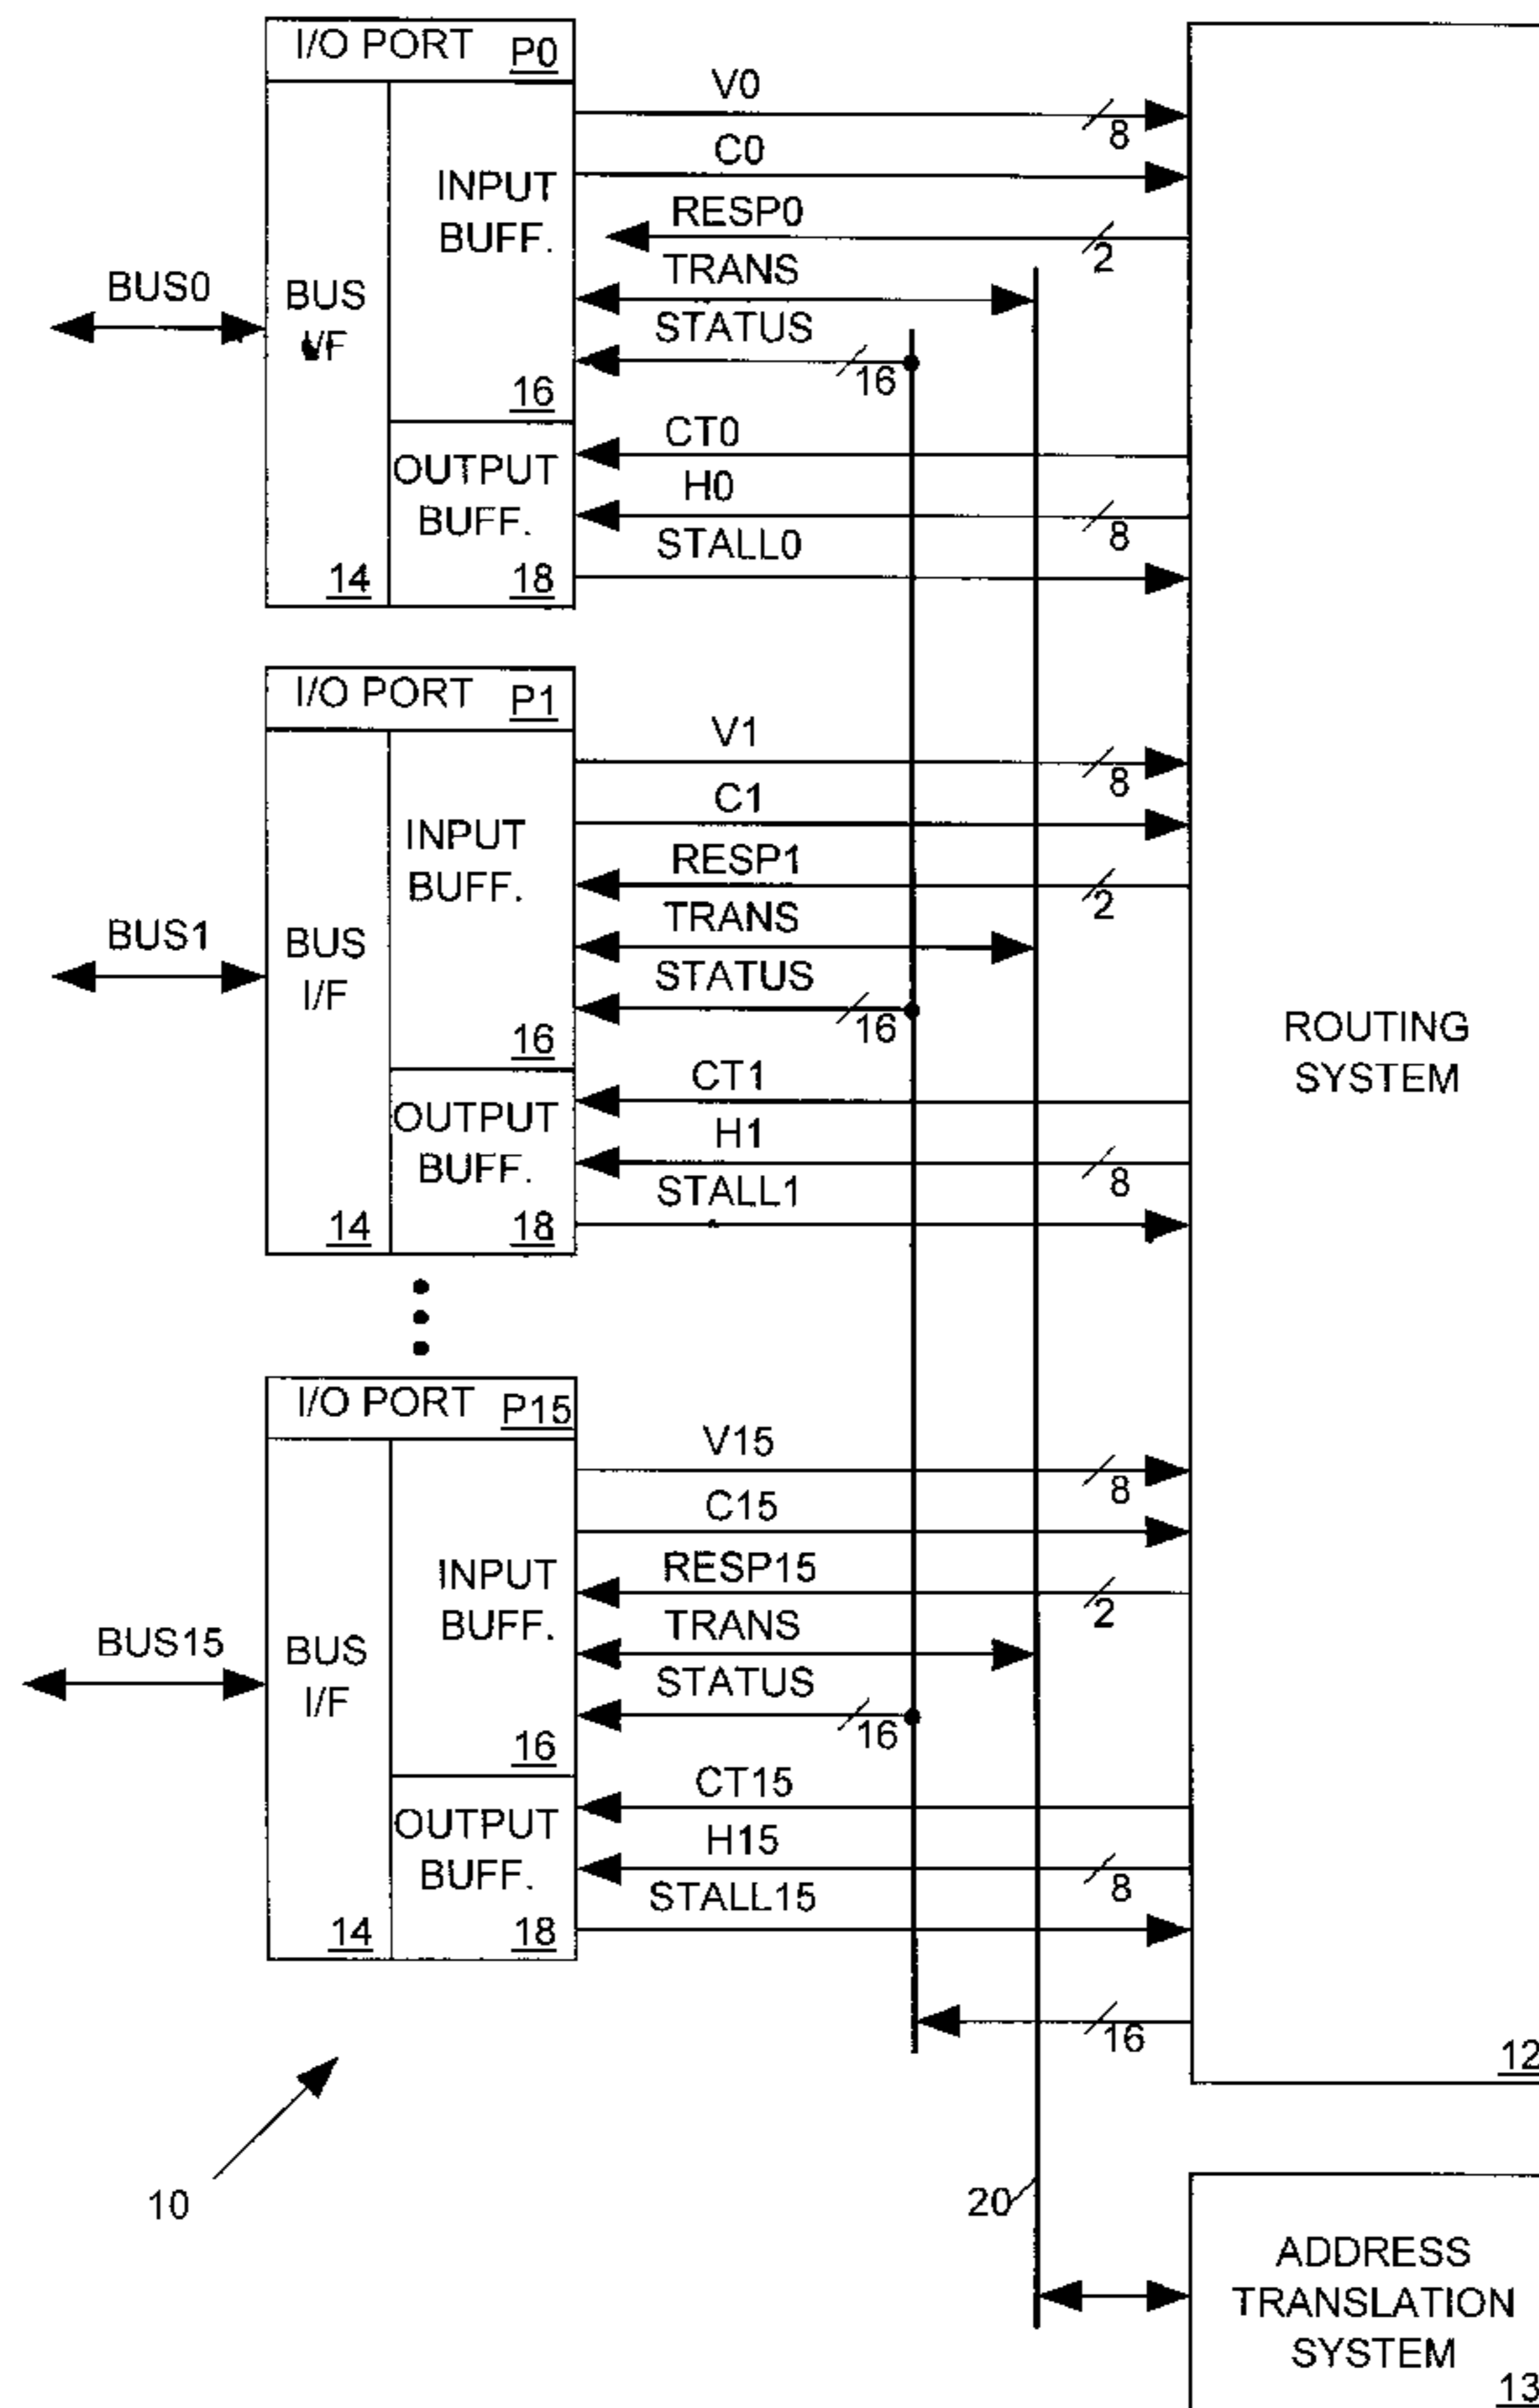 I/O PORT P0
V0
8
C0
INPUT
BUFF.
RESP0
2
TRANS
BUS0
BUS
I/F
STATUS
16
16
CT0
OUTPUT
BUFF.
H0
8
STALL0
14
18
I/O PORT P1
V1
8
C1
INPUT
BUFF.
RESP1
2
TRANS
BUS1
BUS
I/F
STATUS
16
16
ROUTING
SYSTEM
CT1
OUTPUT
BUFF.
H1
8
STALL1
14
18
I/O PORT P15
V15
8
C15
INPUT
BUFF.
RESP15
2
TRANS
BUS15
BUS
I/F
STATUS
16
16
CT15
OUTPUT
BUFF.
H15
8
STALL15
14
18
16
12
10
20
ADDRESS
TRANSLATION
SYSTEM
13